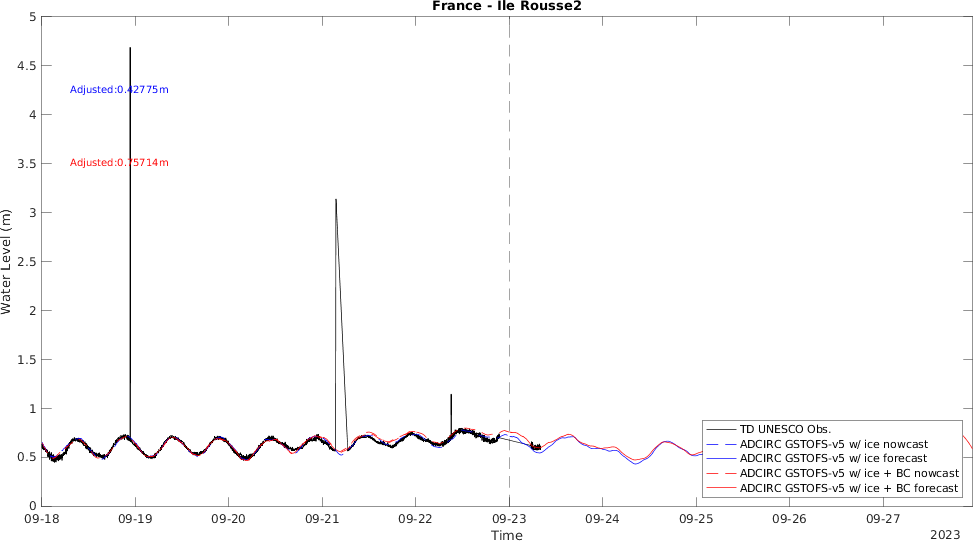 France - Ile Rousse2
Water Level (m)
5
4.5
4
3.5
3
2.5
2
1.5
1
0.5
0
Adjusted:0.42775m
Adjusted:0.75714m
TD UNESCO Obs.
ADCIRC GSTOFS-v5 w/ ice nowcast
ADCIRC GSTOFS-v5 w/ ice forecast
ADCIRC GSTOFS-v5 w/ ice + BC nowcast
ADCIRC GSTOFS-v5 w/ ice + BC forecast
09-18 09-19 09-20 09-21 09-22 09-23 09-24 09-25 09-26 09-27
Time
2023